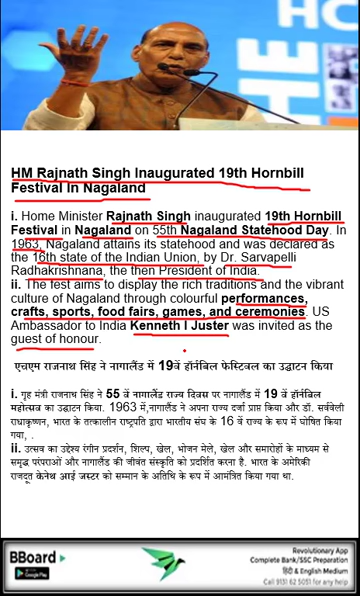 HC
THE
HM Rajnath Singh Inaugurated 19th Hornbill
Festival In Nagaland
i. Home Minister Rajnath Singh inaugurated 19th Hornbill
Festival in Nagaland on 55th Nagaland Statehood Day. In
1963, Nagaland attains its statehood and was declared as
the 16th state of the Indian Union, by Dr. Sarvapelli
Radhakrishnana, the then President of India.
ii. The fest aims to display the rich traditions and the vibrant
culture of Nagaland through colourful performances,
crafts, sports, food fairs, games, and ceremonies. US
Ambassador to India Kenneth I Juster was invited as the
guest of honour.
एचएम राजनाथ सिंह ने नागालैंड में 19वें हॉर्नबिल फेस्टिवल का उद्घाटन किया
i. गृह मंत्री राजनाथ सिंह ने 55 वें नागालैंड राज्य दिवस पर नागालैंड में 19 वें हॉर्नबिल
महोत्सव का उद्घाटन किया. 1963 में,नागालैंड ने अपना राज्य दर्जा प्राप्त किया और डॉ. सर्ववेली
राधाकृष्णन, भारत के तत्कालीन राष्ट्रपति द्वारा भारतीय संघ के 16 वें राज्य के रूप में घोषित किया
गया, .
ii. उत्सव का उद्देश्य रंगीन प्रदर्शन, शिल्प, खेल, भोजन मेले, खेल और समारोहों के माध्यम से
समृद्ध परंपराओं और नागालैंड की जीवंत संस्कृति को प्रदर्शित करना है. भारत के अमेरिकी
राजदूत केनेथ आई जस्टर को सम्मान के अतिथि के रूप में आमंत्रित किया गया था.
BBoard
Google Play
Revolutionary App
Complete Bank/SSC Preparation
हिंदी & English Medium
Call 9131 62 5051 for any help